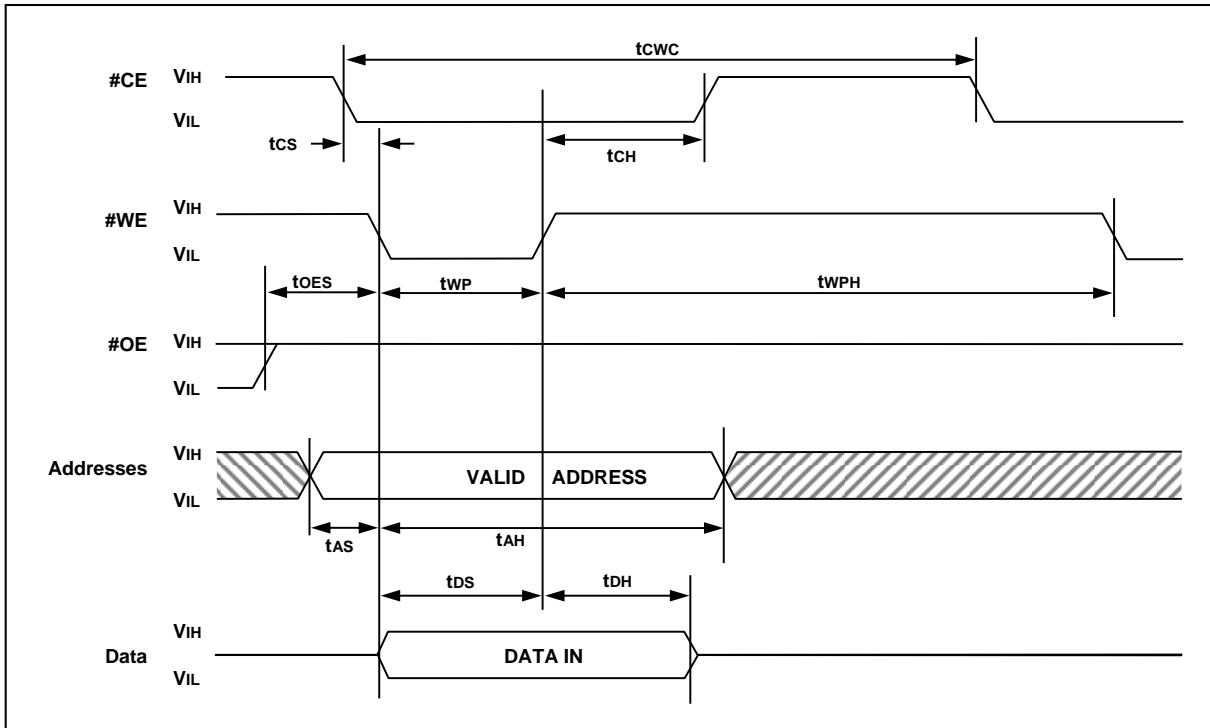 tCWC
#CE VIH
VIL
tCS
tCH
#WE VIH
VIL
tOES tWP tWPH
#OE VIH
VIL
Addresses VIH
VALID ADDRESS
VIL
tAS tAH
tDS tDH
VIH
Data DATA IN
VIL